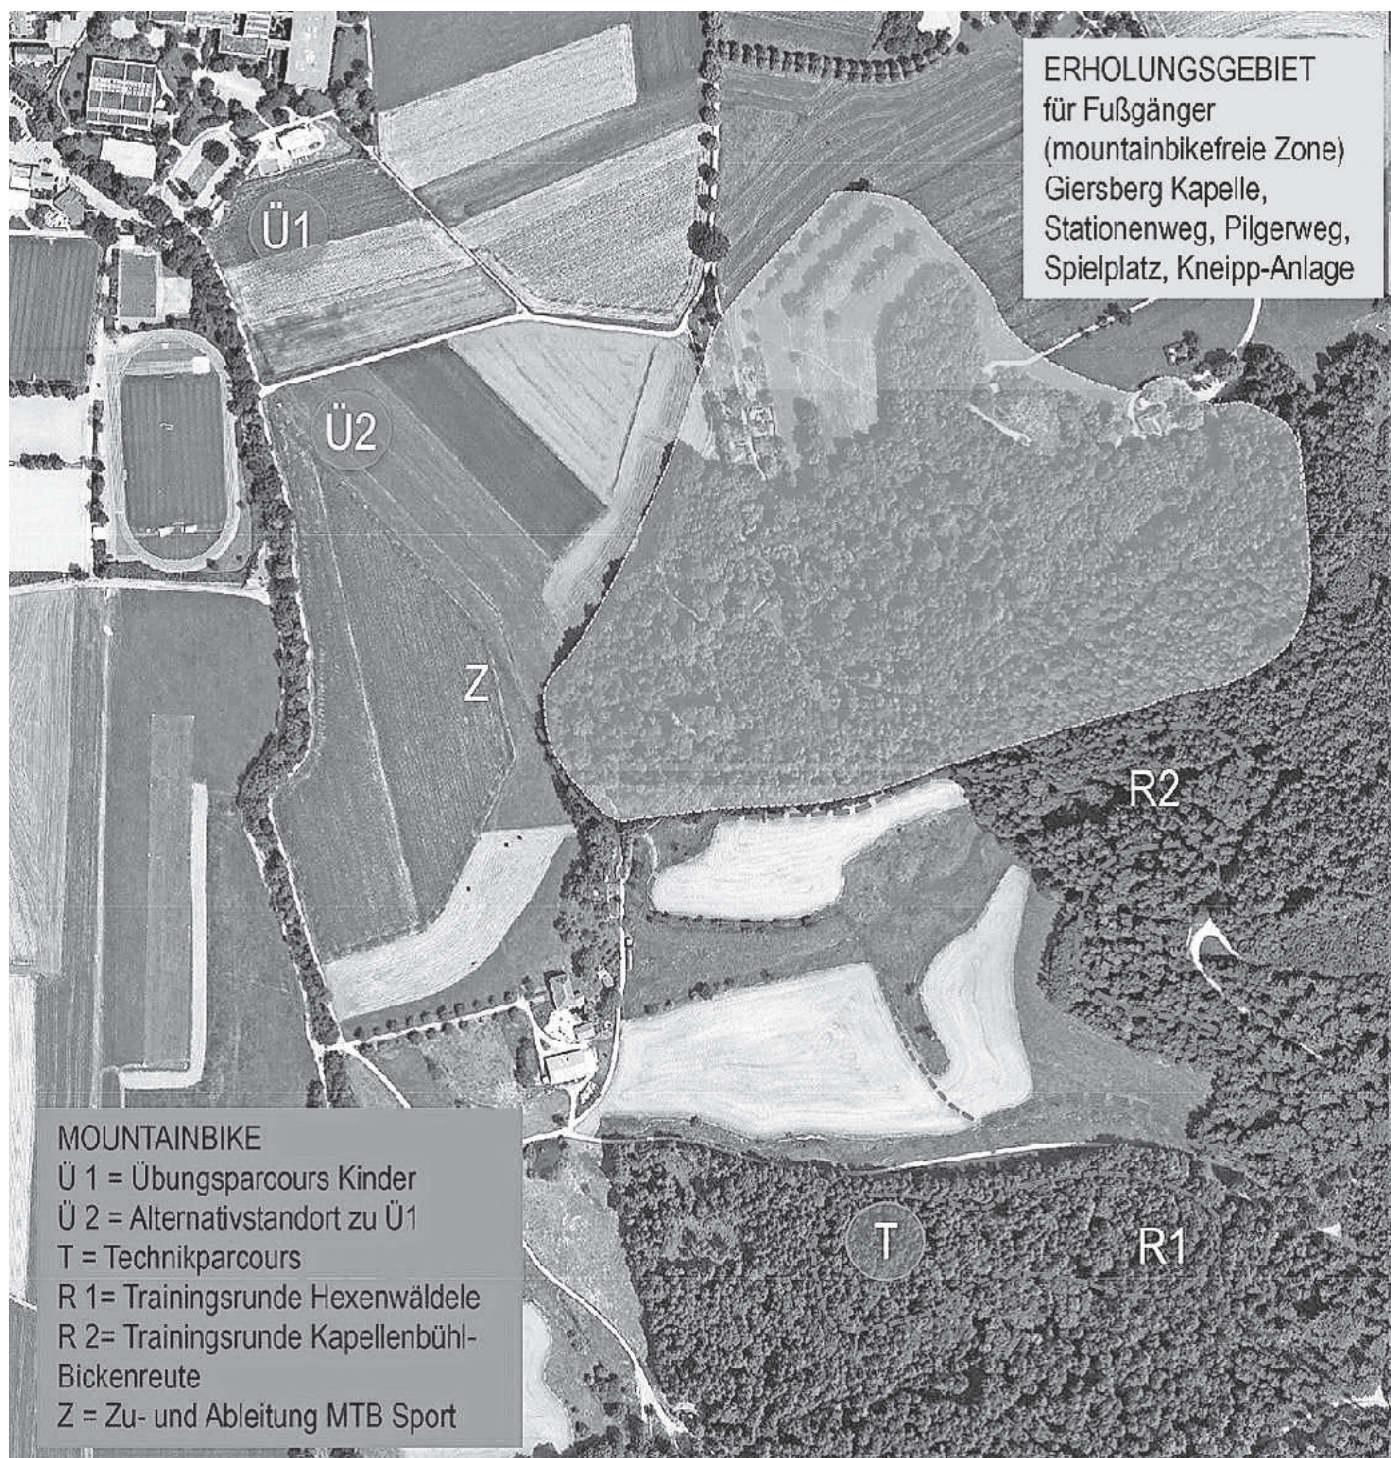 ERHOLUNGSGEBIET
für Fußgänger
(mountainbikefreie Zone)
Giersberg Kapelle,
Stationenweg, Pilgerweg,
Spielplatz, Kneipp-Anlage
Ü1
Ü2
Z
R2
T
R1
MOUNTAINBIKE
Ü 1 = Übungsparcours Kinder
Ü 2 = Alternativstandort zu Ü1
T = Technikparcours
R 1= Trainingsrunde Hexenwäldele
R 2= Trainingsrunde Kapellenbühl-
Bickenreute
Z = Zu- und Ableitung MTB Sport